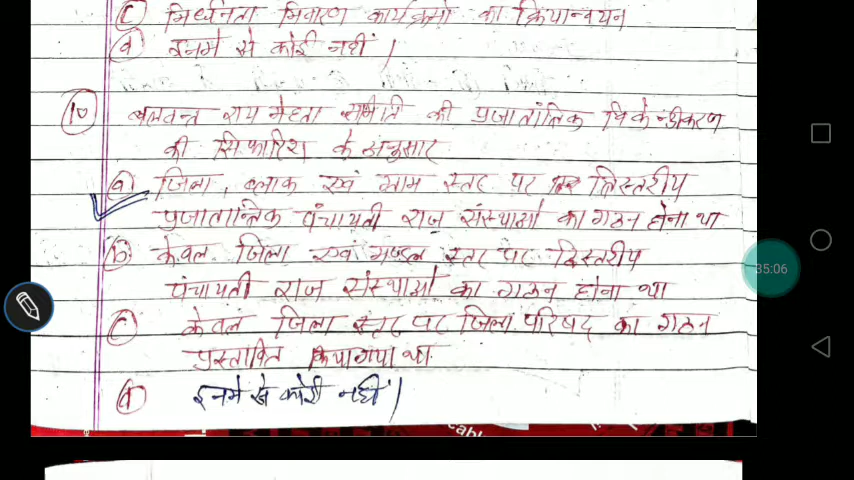 (c) निर्धनता निवारण कार्यक्रमो का क्रियान्वयन
(d) इनमे से कोई नहीं।
(10) बलवन्त राय मेहता समिति की प्रजातांत्रिक विकेन्द्रीकरण
की सिफारिश के अनुसार
(a) जिला, ब्लाक एवं ग्राम स्तर पर त्रिस्तरीय
प्रजातान्त्रिक पंचायती राज संस्थाओं का गठन होना था
(b) केवल जिला एवं मण्डल स्तर पर द्विस्तरीय
पंचायती राज संस्थाओं का गठन होना था
35:06
(c) केवल जिला स्तर पर जिला परिषद का गठन
प्रस्तावित किया गया था
(d) इनमे से कोई नहीं।